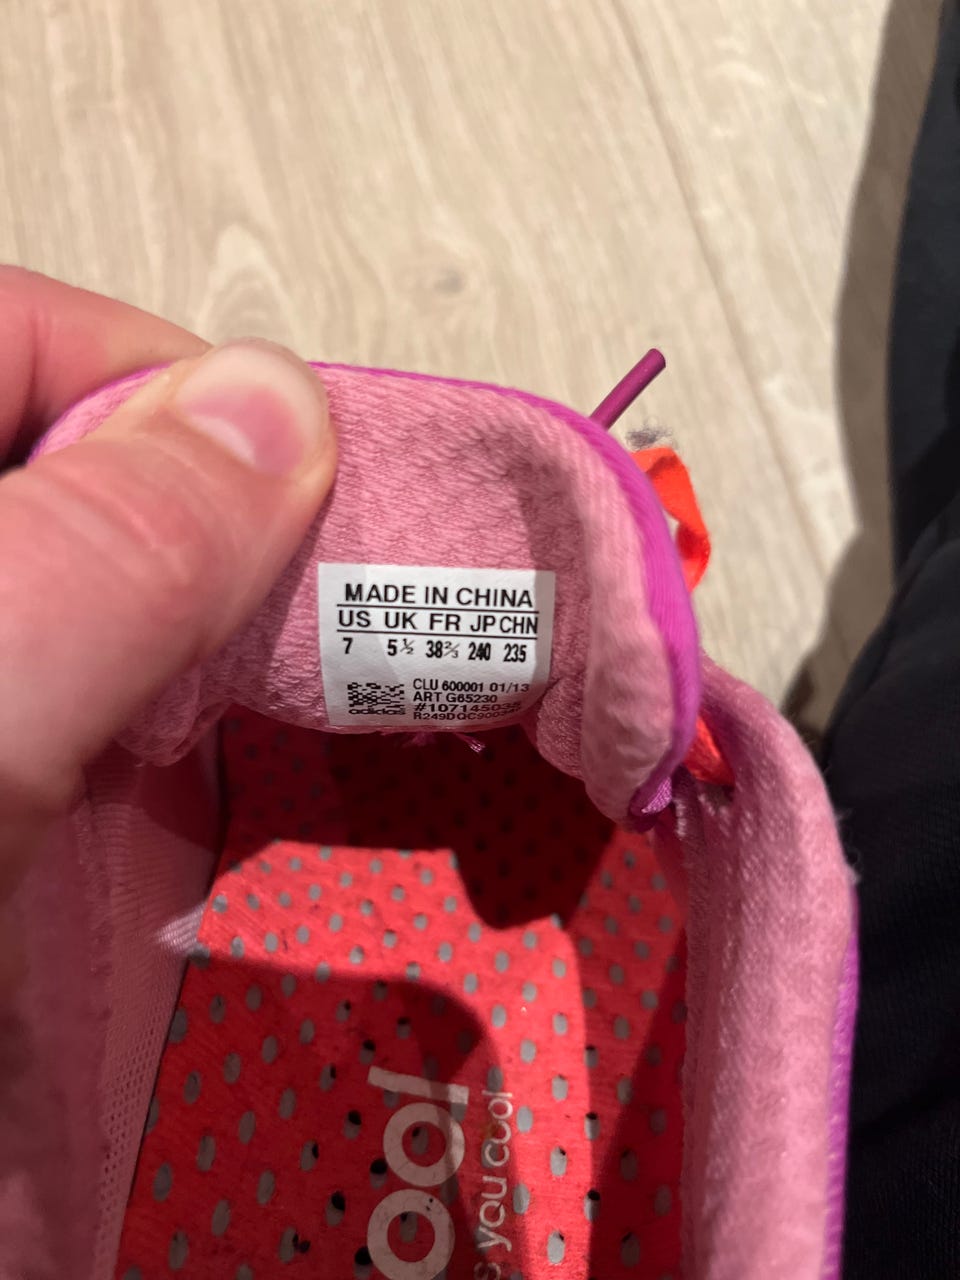 MADE IN CHINA
US UK FR JP CHN
7 5½ 38⅔ 240 235
CLU 600001 01/13
ART G65230
adidas
ool
s you cool